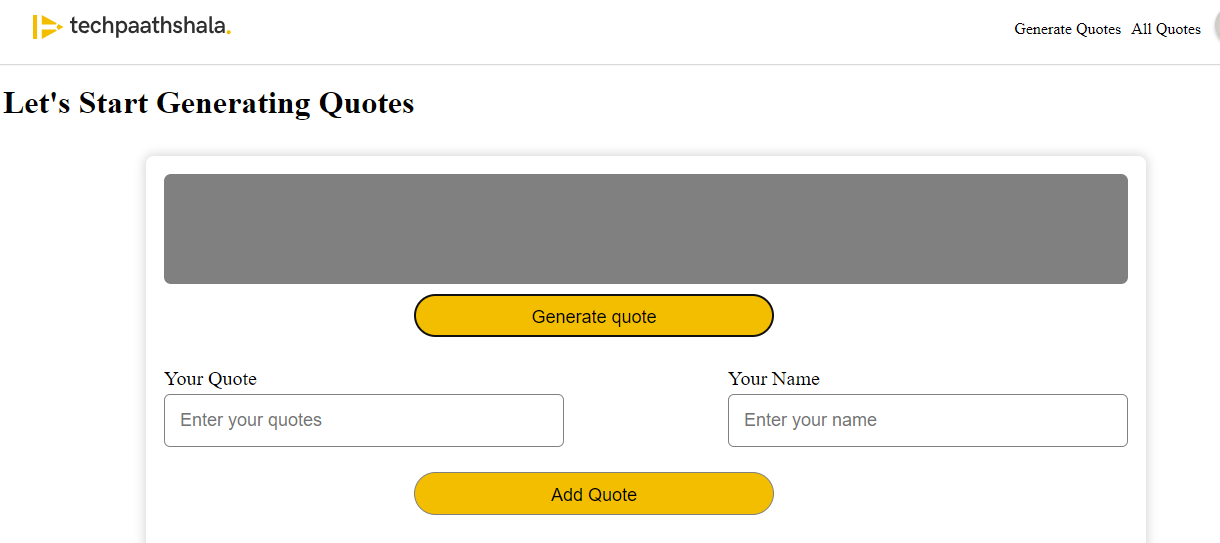 techpaathshala.
Generate Quotes All Quotes
Let's Start Generating Quotes
Generate quote
Your Quote
Your Name
Enter your quotes
Enter your name
Add Quote